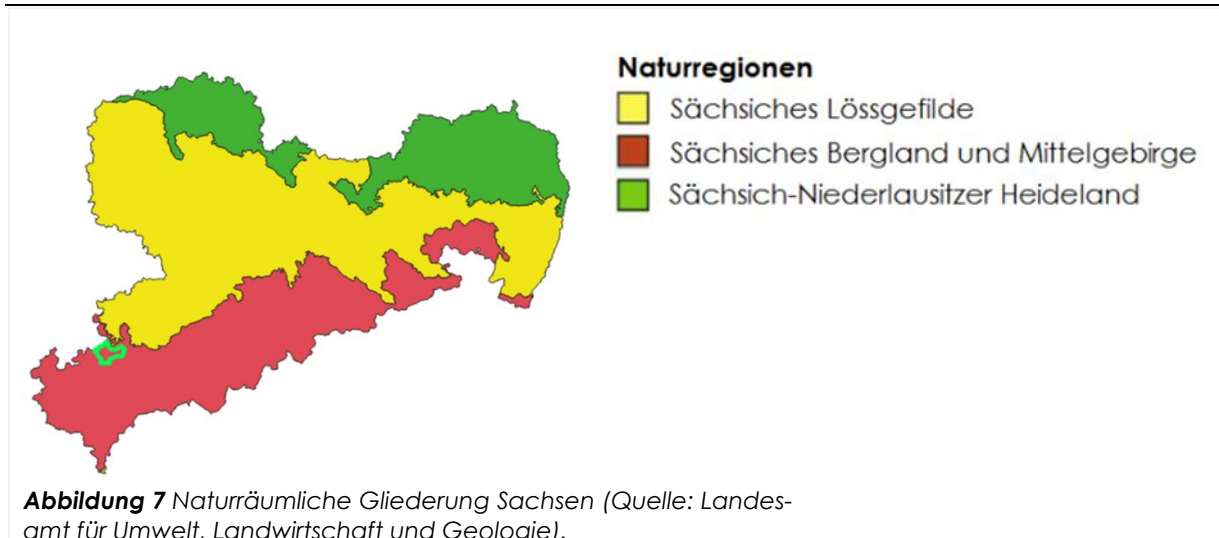 Naturregionen
Sächsiches Lössgefilde
Sächsiches Bergland und Mittelgebirge
Sächsich-Niederlausitzer Heideland
Abbildung 7 Naturräumliche Gliederung Sachsen (Quelle: Landes-
amt für Umwelt, Landwirtschaft und Geologie).